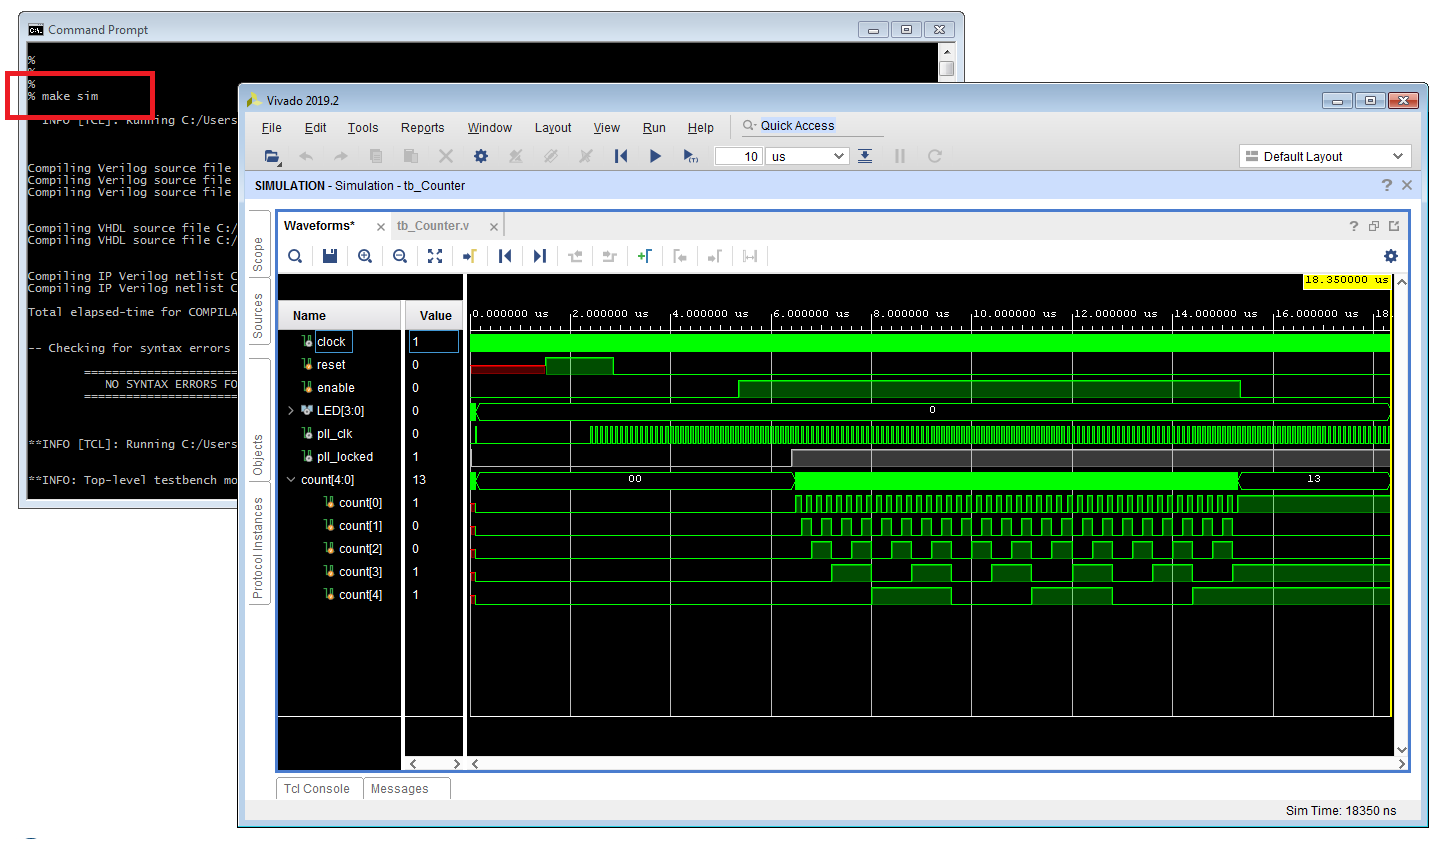 Command Prompt
%
%
%
% make sim
INFO [TCL]: Running C:/Users
Compiling Verilog source file
Compiling Verilog source file
Compiling Verilog source file
Compiling VHDL source file C:/
Compiling VHDL source file C:/
Compiling IP Verilog netlist C
Compiling IP Verilog netlist C
Total elapsed-time for COMPILA
-- Checking for syntax errors
======================
NO SYNTAX ERRORS FO
======================
**INFO [TCL]: Running C:/Users
**INFO: Top-level testbench mo
Vivado 2019.2
File Edit Tools Reports Window Layout View Run Help Quick Access
10 us Default Layout
SIMULATION - Simulation - tb_Counter
Scope
Sources
Objects
Protocol Instances
Waveforms* tb_Counter.v
18.350000 us
Name Value
0.000000 us 2.000000 us 4.000000 us 6.000000 us 8.000000 us 10.000000 us 12.000000 us 14.000000 us 16.000000 us 18.
clock 1
reset 0
enable 0
LED[3:0] 0 0
pll_clk 0
pll_locked 1
count[4:0] 13 00 13
count[0] 1
count[1] 0
count[2] 0
count[3] 1
count[4] 1
Tcl Console Messages
Sim Time: 18350 ns